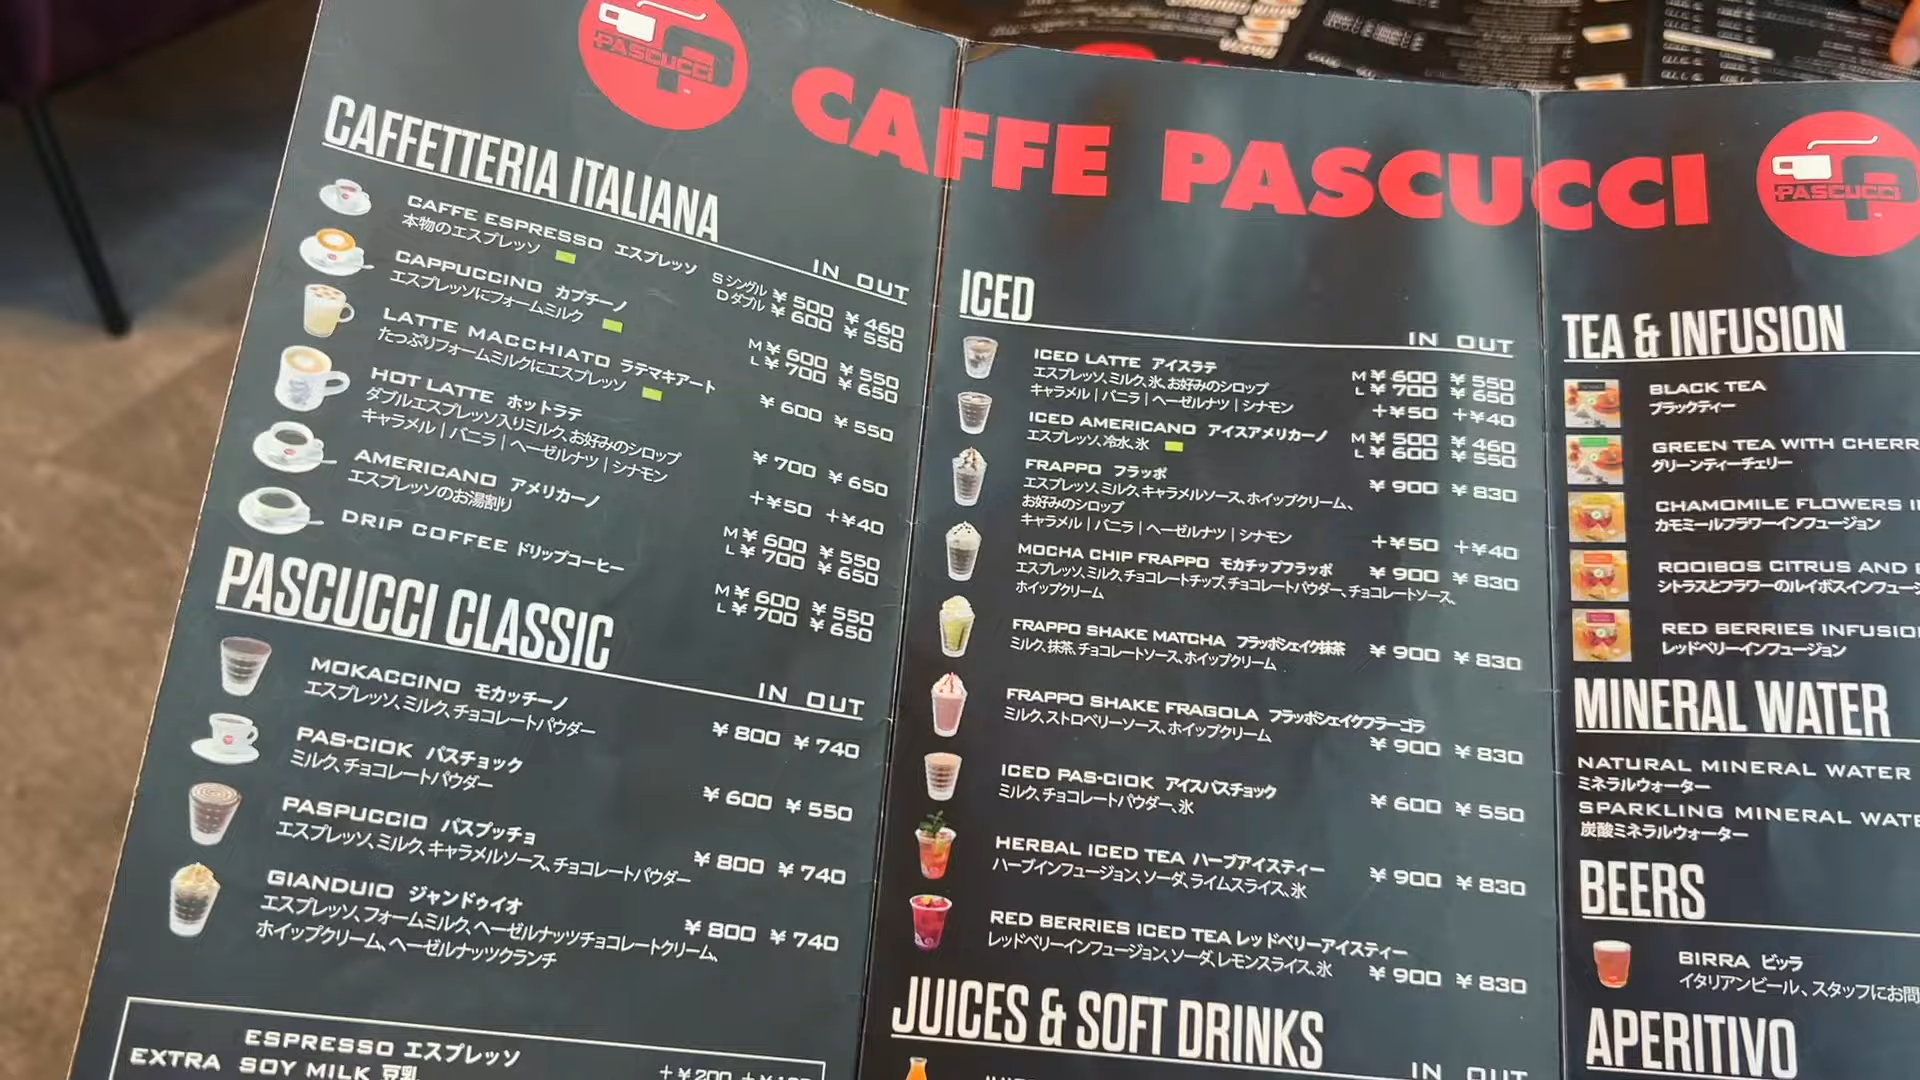 PASCUCCI
CAFFE PASCUCCI
PASCUCCI
CAFFETTERIA ITALIANA
IN OUT
CAFFE ESPRESSO エスプレッソ
本物のエスプレッソ
S シングル ¥ 500 ¥ 460
D ダブル ¥ 600 ¥ 550
CAPPUCCINO カプチーノ
エスプレッソにフォームミルク
M ¥ 600 ¥ 550
L ¥ 700 ¥ 650
LATTE MACCHIATO ラテマキアート
たっぷりフォームミルクにエスプレッソ
¥ 600 ¥ 550
HOT LATTE ホットラテ
ダブルエスプレッソ入りミルク、お好みのシロップ
¥ 700 ¥ 650
キャラメル | バニラ | ヘーゼルナツ | シナモン
+¥50 +¥40
AMERICANO アメリカーノ
エスプレッソのお湯割り
M ¥ 600 ¥ 550
L ¥ 700 ¥ 650
DRIP COFFEE ドリップコーヒー
M ¥ 600 ¥ 550
L ¥ 700 ¥ 650
PASCUCCI CLASSIC
IN OUT
MOKACCINO モカッチーノ
エスプレッソ、ミルク、チョコレートパウダー
¥ 800 ¥ 740
PAS-CIOK パスチョック
ミルク、チョコレートパウダー
¥ 600 ¥ 550
PASPUCCIO パスプッチョ
エスプレッソ、ミルク、キャラメルソース、チョコレートパウダー
¥ 800 ¥ 740
GIANDUIO ジャンドゥイオ
エスプレッソ、フォームミルク、ヘーゼルナッツチョコレートクリーム、
ホイップクリーム、ヘーゼルナッツクランチ
¥ 800 ¥ 740
ESPRESSO エスプレッソ
EXTRA SOY MILK 豆乳
+¥200
ICED
IN OUT
ICED LATTE アイスラテ
エスプレッソ、ミルク、氷、お好みのシロップ
M ¥ 600 ¥ 550
L ¥ 700 ¥ 650
キャラメル | バニラ | ヘーゼルナツ | シナモン
+¥50 +¥40
ICED AMERICANO アイスアメリカーノ
エスプレッソ、冷水、氷
M ¥ 500 ¥ 460
L ¥ 600 ¥ 550
FRAPPO フラッポ
¥ 900 ¥ 830
エスプレッソ、ミルク、キャラメルソース、ホイップクリーム、
お好みのシロップ
キャラメル | バニラ | ヘーゼルナツ | シナモン
+¥50 +¥40
MOCHA CHIP FRAPPO モカチップフラッポ
¥ 900 ¥ 830
エスプレッソ、ミルク、チョコレートチップ、チョコレートパウダー、チョコレートソース、
ホイップクリーム
FRAPPO SHAKE MATCHA フラッポシェイク抹茶
¥ 900 ¥ 830
ミルク、抹茶、チョコレートソース、ホイップクリーム
FRAPPO SHAKE FRAGOLA フラッポシェイクフラーゴラ
ミルク、ストロベリーソース、ホイップクリーム
¥ 900 ¥ 830
ICED PAS-CIOK アイスパスチョック
ミルク、チョコレートパウダー、氷
¥ 600 ¥ 550
HERBAL ICED TEA ハーブアイスティー
ハーブインフュージョン、ソーダ、ライムスライス、氷
¥ 900 ¥ 830
RED BERRIES ICED TEA レッドベリーアイスティー
レッドベリーインフュージョン、ソーダ、レモンスライス、氷
¥ 900 ¥ 830
JUICES & SOFT DRINKS
IN OUT
TEA & INFUSION
BLACK TEA
ブラックティー
GREEN TEA WITH CHERR
グリーンティーチェリー
CHAMOMILE FLOWERS
カモミールフラワーインフュージョン
ROOIBOS CITRUS AND
シトラスとフラワーのルイボスインフュー
RED BERRIES INFUSIO
レッドベリーインフュージョン
MINERAL WATER
NATURAL MINERAL WATER
ミネラルウォーター
SPARKLING MINERAL WATE
炭酸ミネラルウォーター
BEERS
BIRRA ビッラ
イタリアンビール、スタッフにお問
APERITIVO